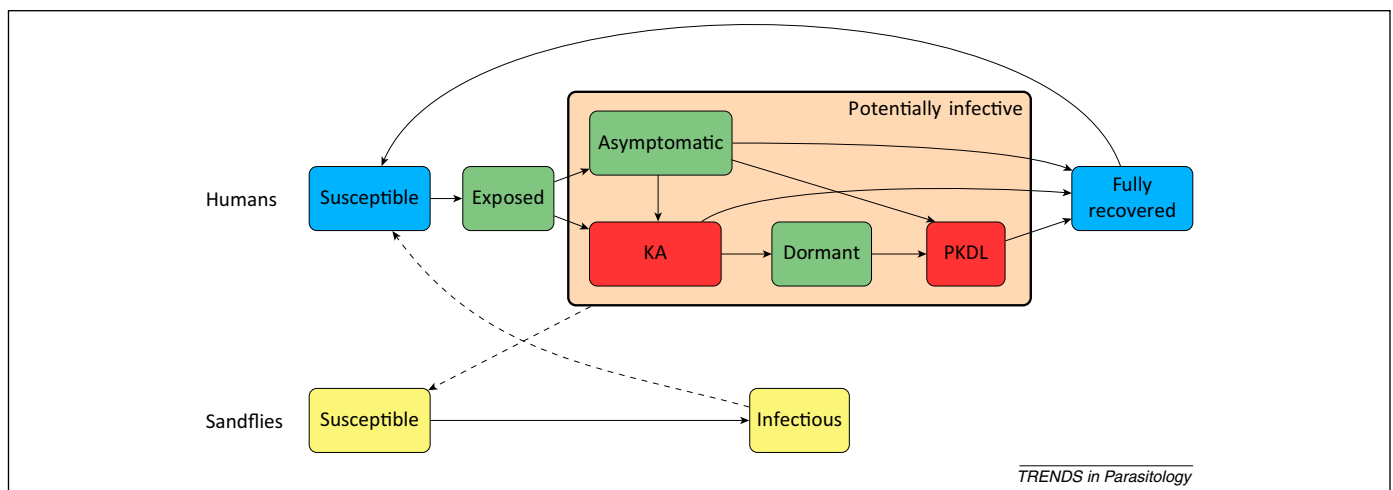 Potentially infective
Asymptomatic
Humans
Susceptible
Exposed
Fully
recovered
KA
Dormant
PKDL
Sandflies
Susceptible
Infectious
TRENDS in Parasitology